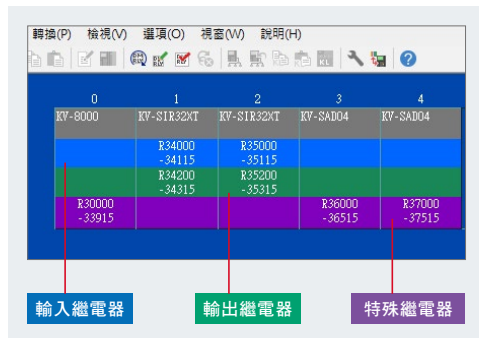 轉換(P) 檢視(V) 選項(O) 視窗(W) 說明(H)
0 1 2 3 4
KV-8000 KV-SIR32XT KV-SIR32XT KV-SAD04 KV-SAD04
R34000 R35000
-34115 -35115
R34200 R35200
-34315 -35315
R30000 R36000 R37000
-33915 -36515 -37515
輸入繼電器 輸出繼電器 特殊繼電器